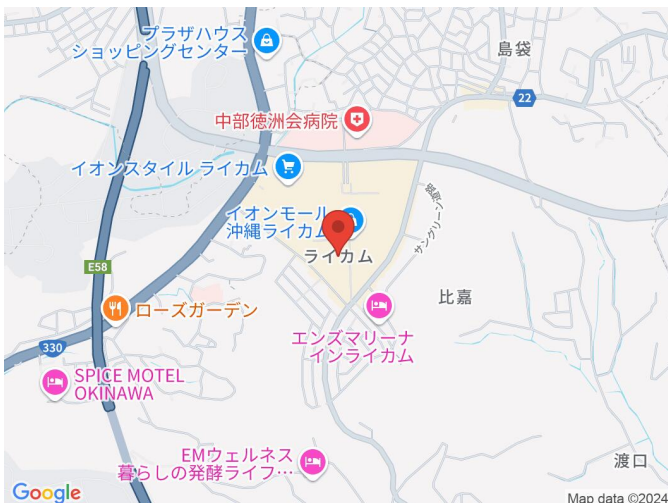 プラザハウス
ショッピングセンター
島袋
22
中部徳洲会病院
イオンスタイル ライカム
イオンモール
沖縄ライカム
サングリーン坂
ライカム
E58
比嘉
ローズガーデン
エンズマリーナ
インライカム
330
SPICE MOTEL
OKINAWA
EMウェルネス
暮らしの発酵ライフ…
渡口
Google
Map data ©2024